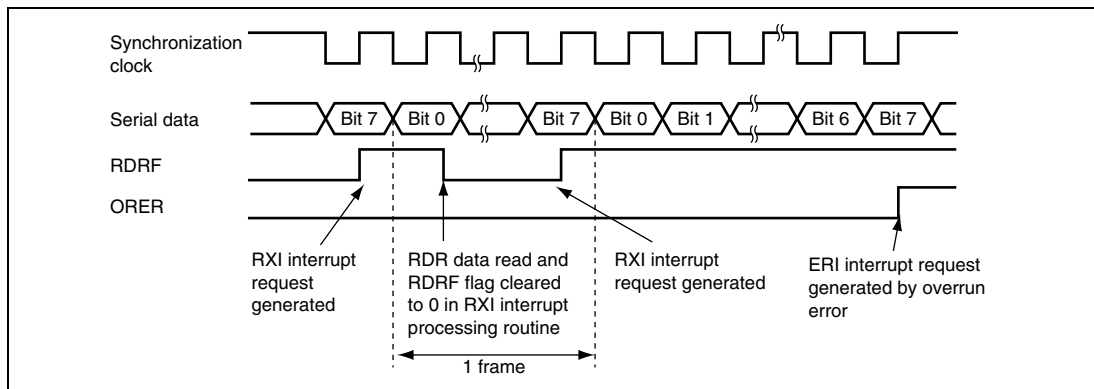 Synchronization
clock
Serial data
Bit 7
Bit 0
Bit 7
Bit 0
Bit 1
Bit 6
Bit 7
RDRF
ORER
RXI interrupt
request
generated
RDR data read and
RDRF flag cleared
to 0 in RXI interrupt
processing routine
RXI interrupt
request generated
ERI interrupt request
generated by overrun
error
1 frame